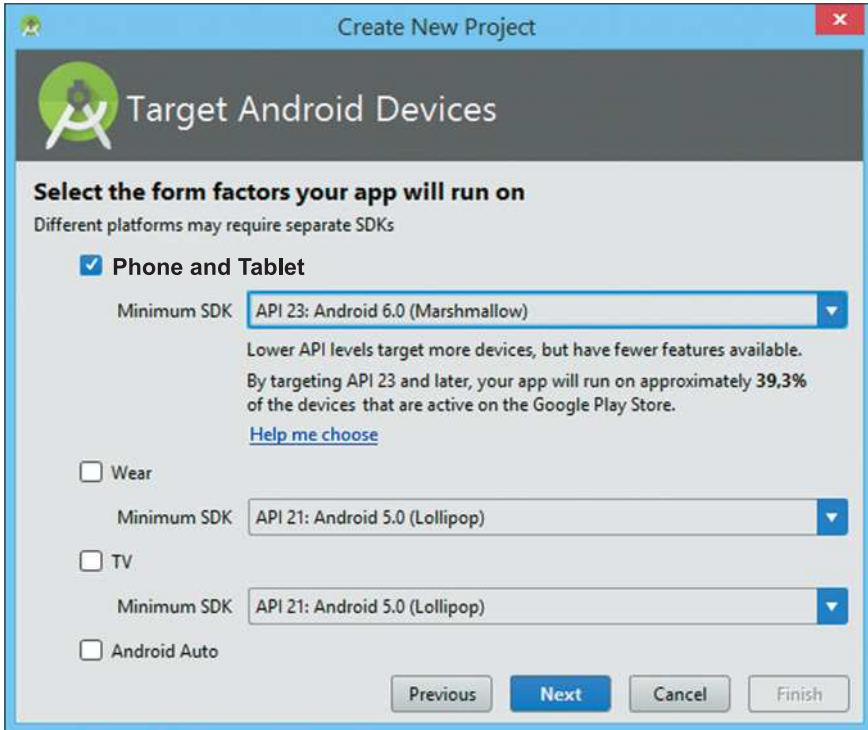 Create New Project
Target Android Devices
Select the form factors your app will run on
Different platforms may require separate SDKs
Phone and Tablet
Minimum SDK API 23: Android 6.0 (Marshmallow)
Lower API levels target more devices, but have fewer features available.
By targeting API 23 and later, your app will run on approximately 39,3%
of the devices that are active on the Google Play Store.
Help me choose
Wear
Minimum SDK API 21: Android 5.0 (Lollipop)
TV
Minimum SDK API 21: Android 5.0 (Lollipop)
Android Auto
Previous Next Cancel Finish